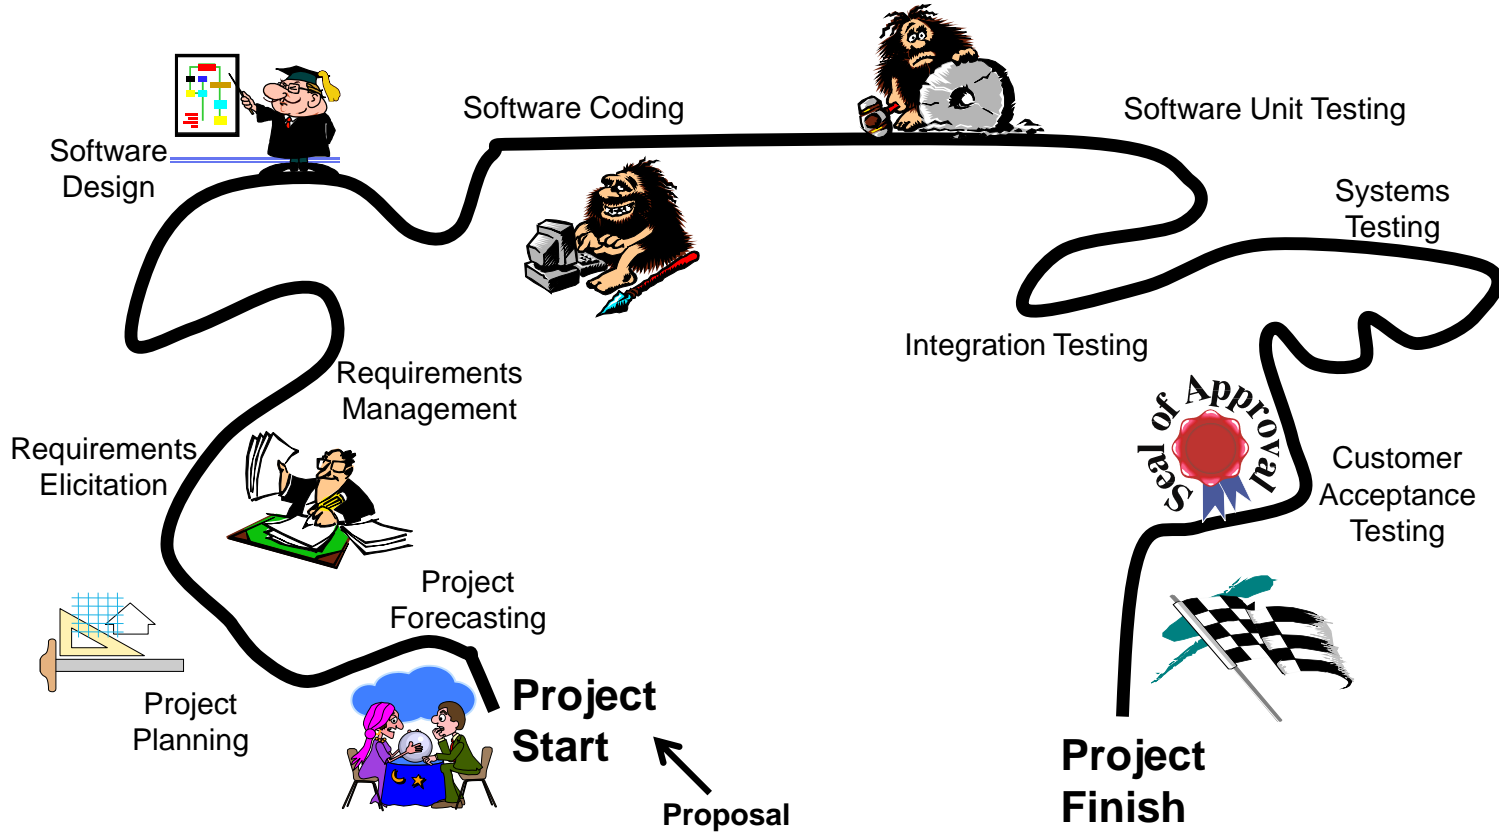 Software Coding
Software Unit Testing
Software
Design
Systems
Testing
Integration Testing
Requirements
Management
Seal of Approval
Requirements
Elicitation
Customer
Acceptance
Testing
Project
Forecasting
Project
Planning
Project
Start
Proposal
Project
Finish